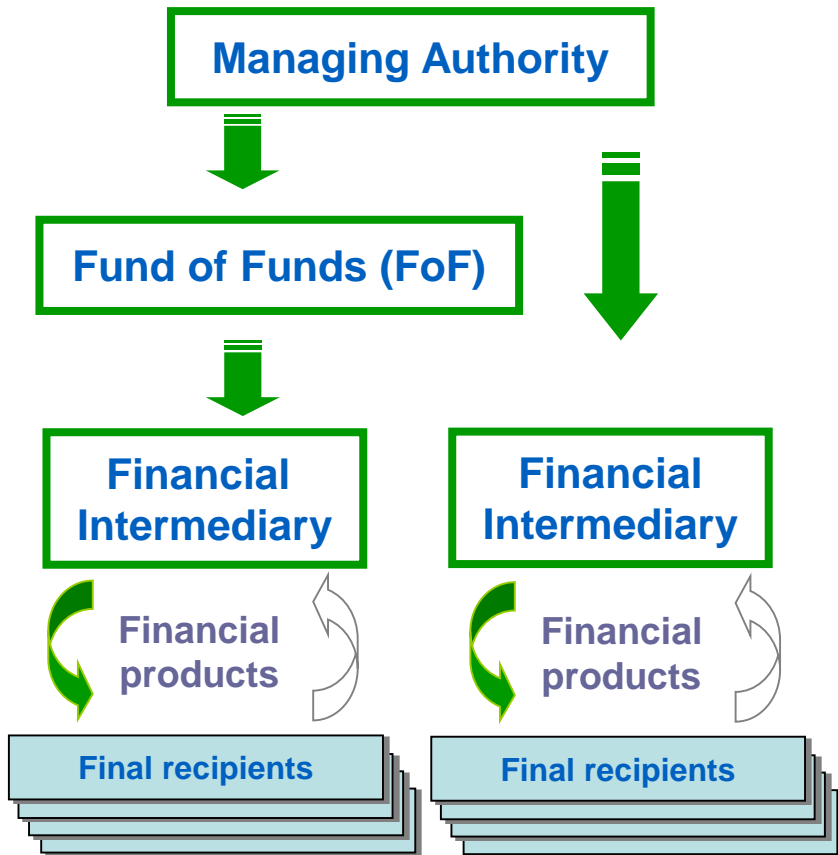 Managing Authority
Fund of Funds (FoF)
Financial
Intermediary
Financial
Intermediary
Financial
products
Financial
products
Final recipients
Final recipients